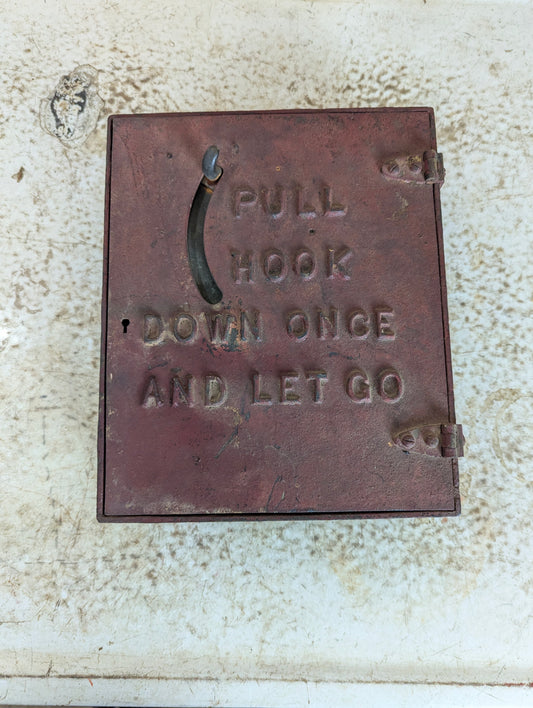 PULL
HOOK
DOWN ONCE
AND LET GO